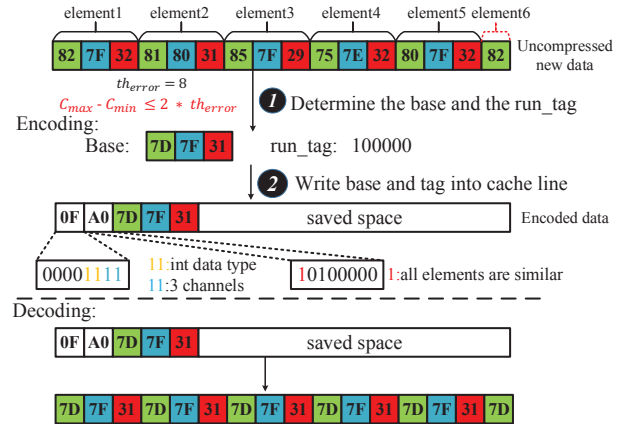 element1 element2 element3 element4 element5 element6
82 7F 32 81 80 31 85 7F 29 75 7E 32 80 7F 32 82
Uncompressed
new data
th_error = 8
C_max - C_min ≤ 2 * th_error
1 Determine the base and the run_tag
Encoding:
Base: 7D 7F 31 run_tag: 100000
2 Write base and tag into cache line
0F A0 7D 7F 31 saved space Encoded data
00001111 11:int data type
11:3 channels
10100000 1:all elements are similar
Decoding:
0F A0 7D 7F 31 saved space
7D 7F 31 7D 7F 31 7D 7F 31 7D 7F 31 7D 7F 31 7D